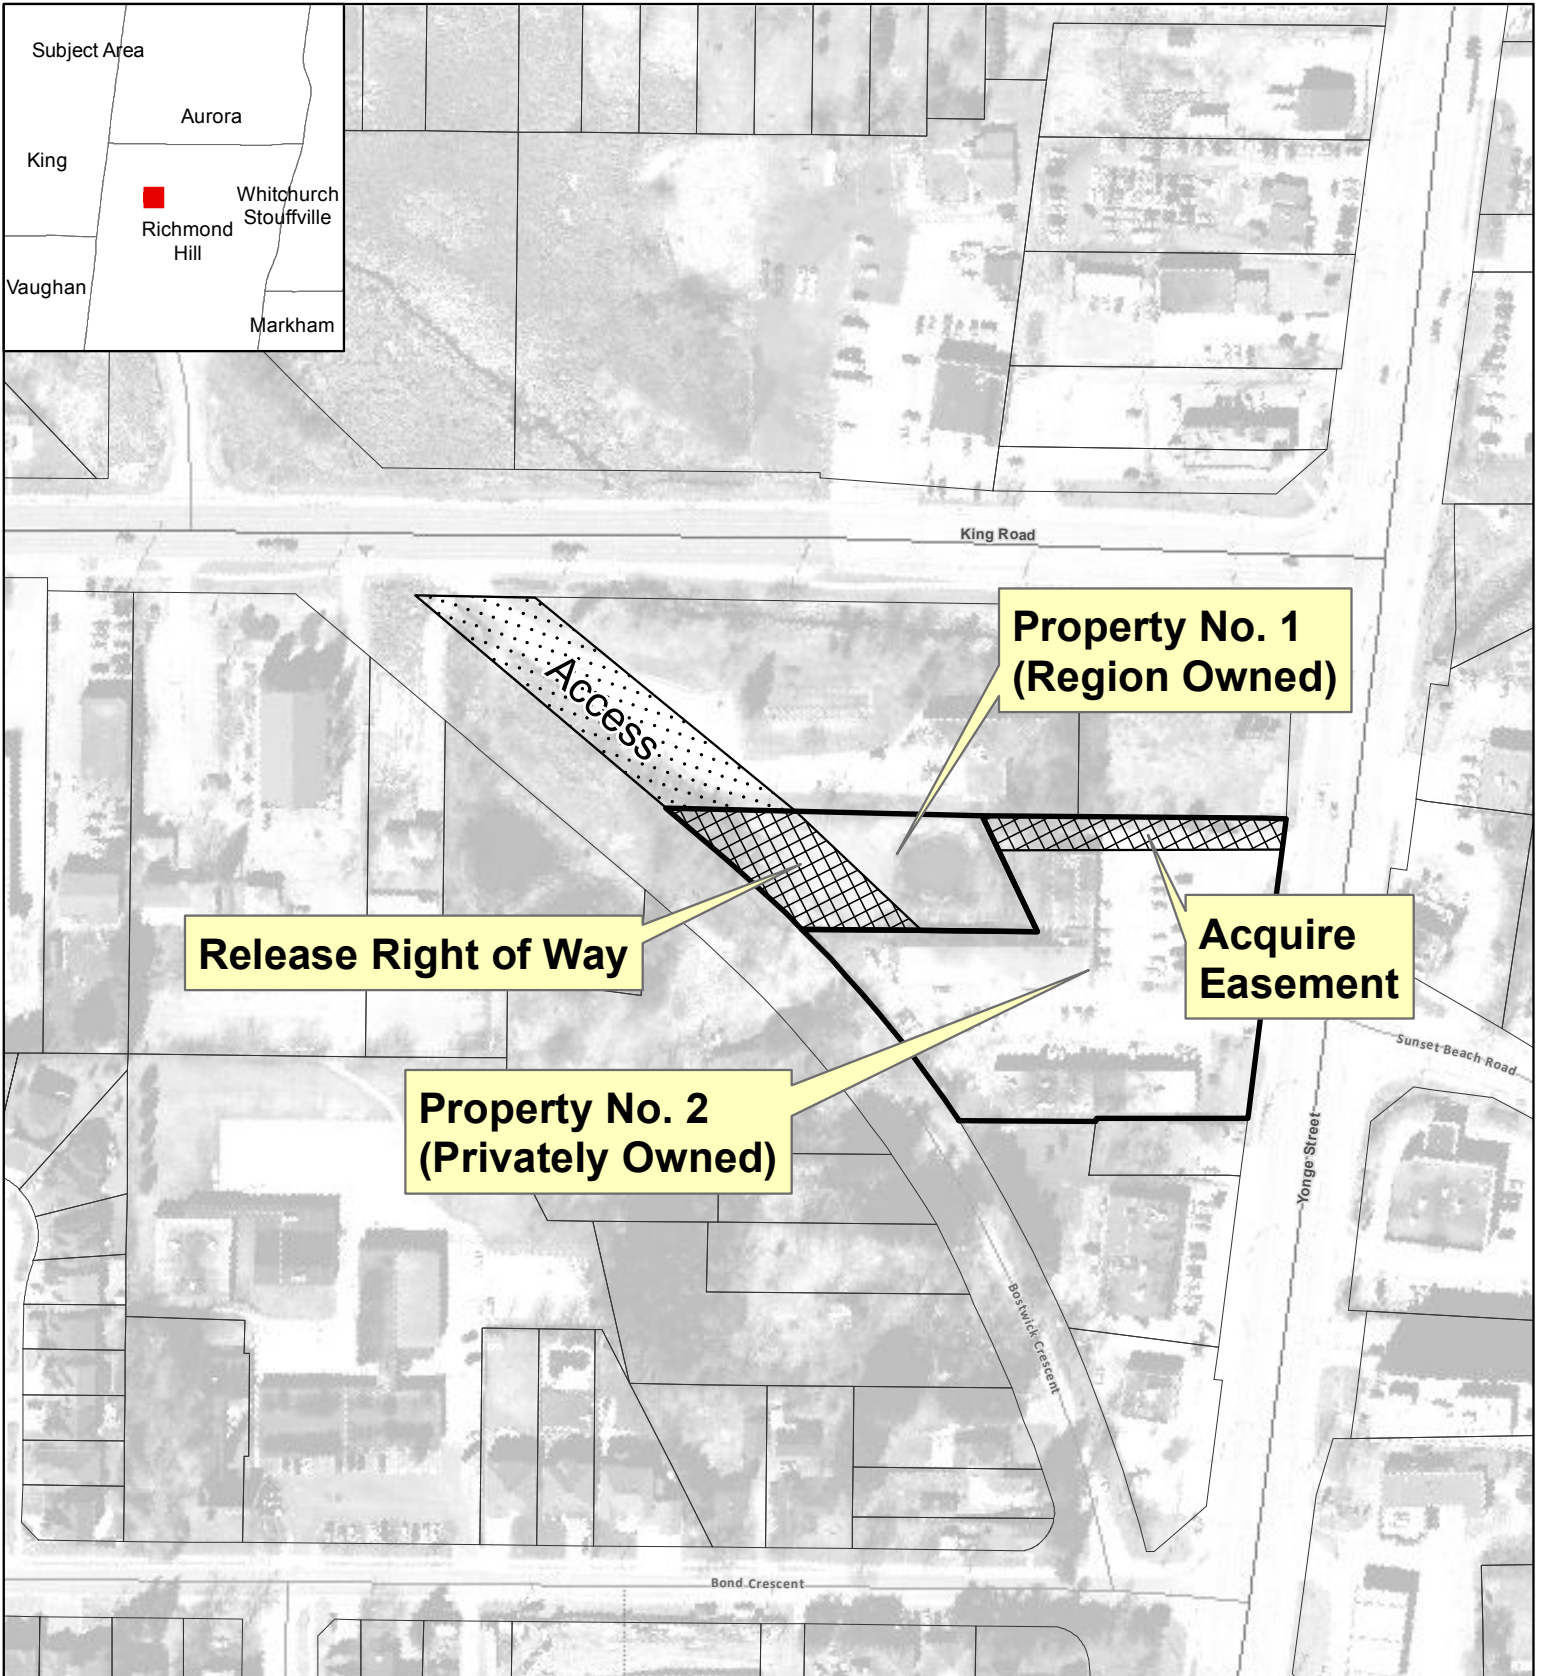 Subject Area
Aurora
King
Whitchurch
Stouffville
Richmond
Hill
Vaughan
Markham
King Road
Property No. 1
(Region Owned)
Access
Release Right of Way
Acquire
Easement
Sunset Beach Road
Property No. 2
(Privately Owned)
Yonge Street
Bostwick Crescent
Bond Crescent